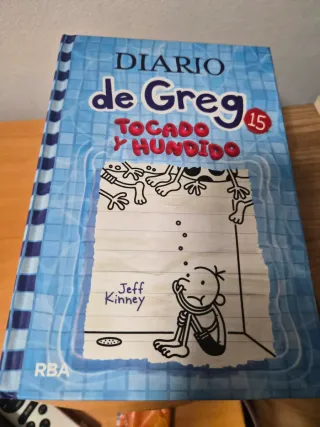 DIARIO
de Greg 15
TOCADO
Y HUNDIDO
Jeff
Kinney
RBA